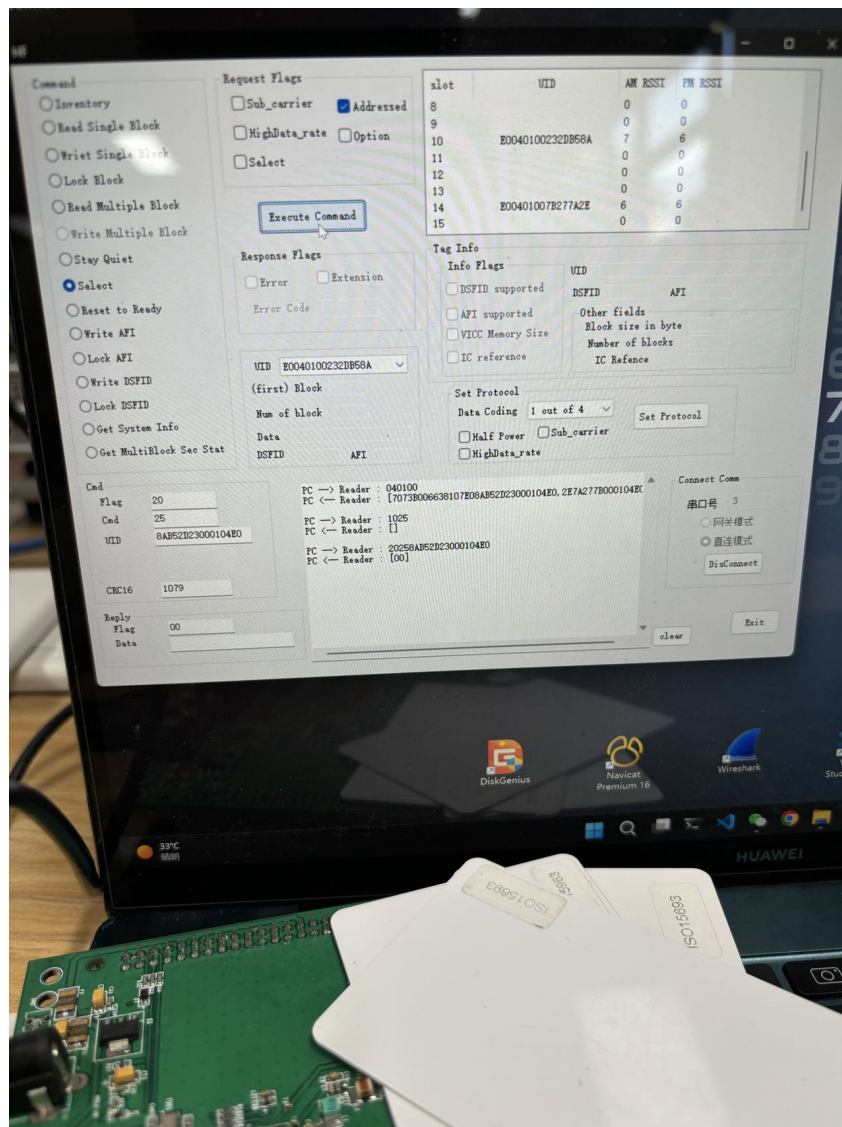 HF
Command
Inventory
Read Single Block
Wriet Single Block
Lock Block
Read Multiple Block
Write Multiple Block
Stay Quiet
Select
Reset to Ready
Write AFI
Lock AFI
Write DSFID
Lock DSFID
Get System Info
Get MultiBlock Sec Stat
Request Flags
Sub_carrier Addressed
HighData_rate Option
Select
Execute Command
Response Flags
Error Extension
Error Code
UID E0040100232DB58A
(first) Block
Num of block
Data
DSFID AFI
slot UID AM RSSI PM RSSI
8 0 0
9 0 0
10 E0040100232DB58A 7 6
11 0 0
12 0 0
13 0 0
14 E00401007B277A2E 6 6
15 0 0
Tag Info
Info Flags
DSFID supported
AFI supported
VICC Memory Size
IC reference
UID
DSFID AFI
Other fields
Block size in byte
Number of blocks
IC Refence
Set Protocol
Data Coding 1 out of 4 Set Protocol
Half Power Sub_carrier
HighData_rate
Cmd
Flag 20
Cmd 25
UID 8AB52D23000104E0
CRC16 1079
Reply
Flag 00
Data
PC —> Reader : 040100
PC <— Reader : [7073B006638107E08AB52D23000104E0,2E7A277B000104E0
PC —> Reader : 1025
PC <— Reader : []
PC —> Reader : 20258AB52D23000104E0
PC <— Reader : [00]
Connect Comm
串口号 3
网关模式
直连模式
DisConnect
clear
Exit
DiskGenius
Navicat
Premium 16
Wireshark
33°C
晴朗
HUAWEI
ISO15693
15693
ISO15693